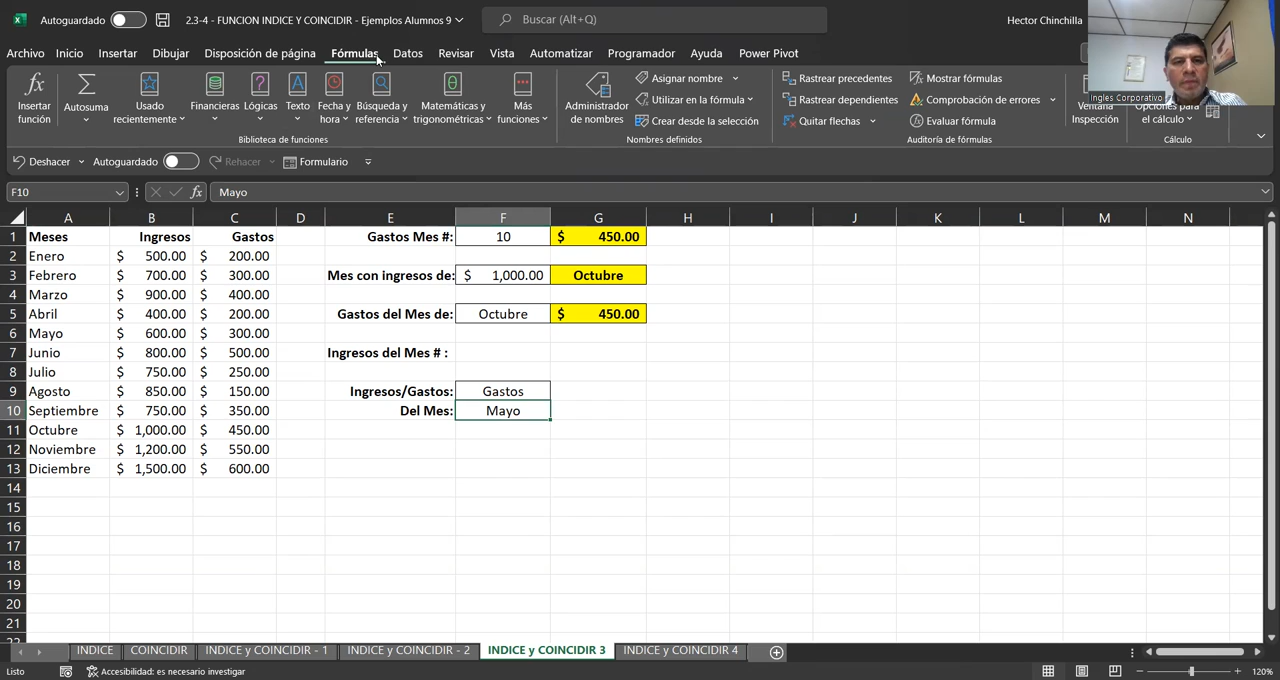 Autoguardado
2.3-4 - FUNCION INDICE Y COINCIDIR - Ejemplos Alumnos 9
Buscar (Alt+Q)
Hector Chinchilla
Archivo Inicio Insertar Dibujar Disposición de página Fórmulas Datos Revisar Vista Automatizar Programador Ayuda Power Pivot
Insertar función
Autosuma
Usado recientemente
Financieras
Lógicas
Texto
Fecha y hora
Búsqueda y referencia
Matemáticas y trigonométricas
Más funciones
Biblioteca de funciones
Administrador de nombres
Asignar nombre
Utilizar en la fórmula
Crear desde la selección
Nombres definidos
Rastrear precedentes
Rastrear dependientes
Quitar flechas
Mostrar fórmulas
Comprobación de errores
Evaluar fórmula
Auditoría de fórmulas
Ventana Inspección
Opciones para el cálculo
Cálculo
Ingles Corporativo
Deshacer Autoguardado Rehacer Formulario
F10 fx Mayo
A B C D E F G H I J K L M N
1 Meses Ingresos Gastos Gastos Mes #: 10 $ 450.00
2 Enero $ 500.00 $ 200.00
3 Febrero $ 700.00 $ 300.00 Mes con ingresos de: $ 1,000.00 Octubre
4 Marzo $ 900.00 $ 400.00
5 Abril $ 400.00 $ 200.00 Gastos del Mes de: Octubre $ 450.00
6 Mayo $ 600.00 $ 300.00
7 Junio $ 800.00 $ 500.00 Ingresos del Mes # :
8 Julio $ 750.00 $ 250.00
9 Agosto $ 850.00 $ 150.00 Ingresos/Gastos: Gastos
10 Septiembre $ 750.00 $ 350.00 Del Mes: Mayo
11 Octubre $ 1,000.00 $ 450.00
12 Noviembre $ 1,200.00 $ 550.00
13 Diciembre $ 1,500.00 $ 600.00
14
15
16
17
18
19
20
21
22
INDICE COINCIDIR INDICE y COINCIDIR - 1 INDICE y COINCIDIR - 2 INDICE y COINCIDIR 3 INDICE y COINCIDIR 4
Listo Accesibilidad: es necesario investigar 120%